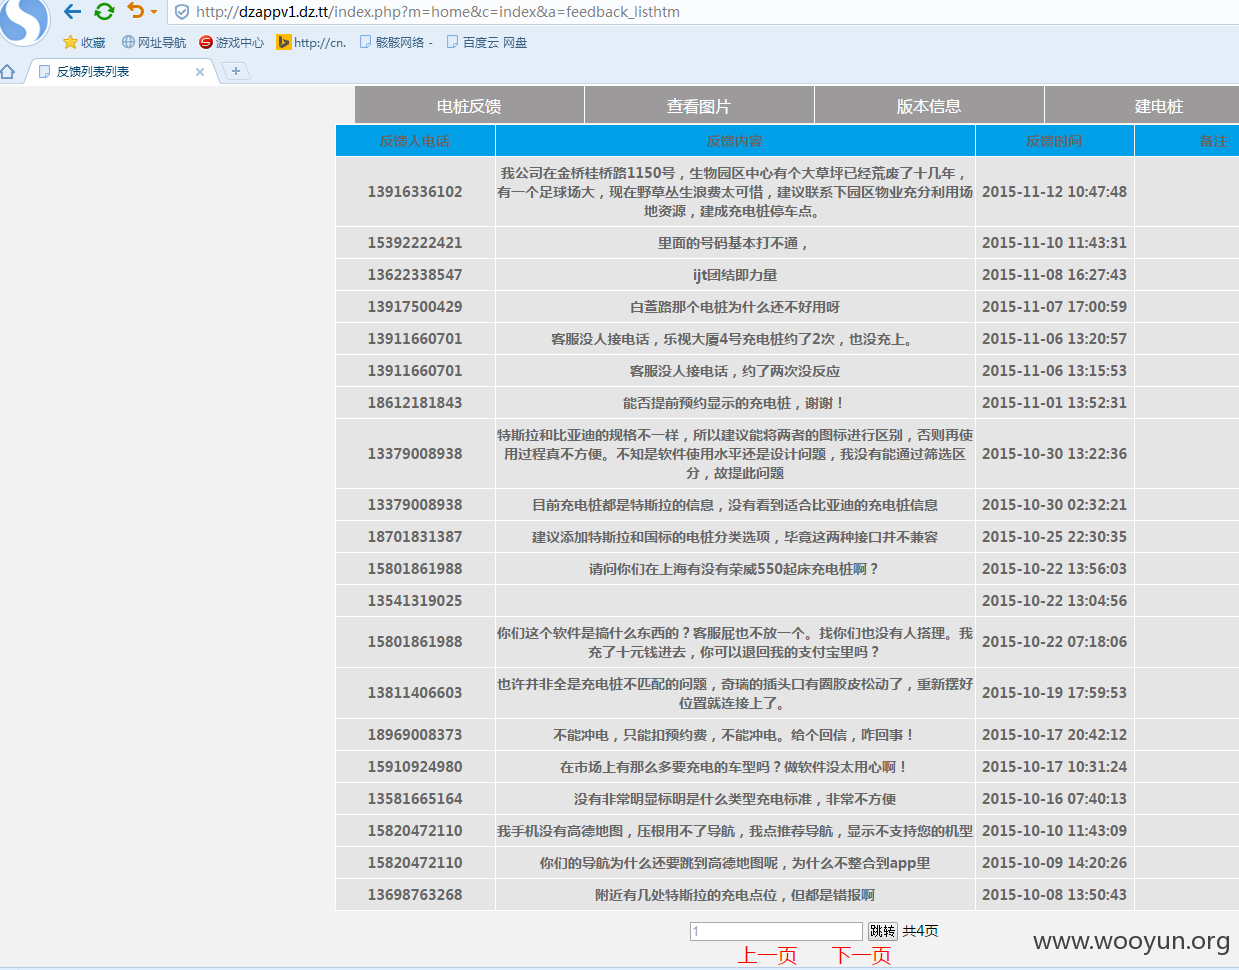 http://dzappv1.dz.tt/index.php?m=home&c=index&a=feedback_listhtm
收藏 网址导航 游戏中心 http://cn. 骸骸网络 - 百度云 网盘
反馈列表列表
电桩反馈 查看图片 版本信息 建电桩
反馈人电话 反馈内容 反馈时间 备注
我公司在金桥桂桥路1150号，生物园区中心有个大草坪已经荒废了十几年，
13916336102 有一个足球场大，现在野草丛生浪费太可惜，建议联系下园区物业充分利用场 2015-11-12 10:47:48
地资源，建成充电桩停车点。
15392222421 里面的号码基本打不通， 2015-11-10 11:43:31
13622338547 ijt团结即力量 2015-11-08 16:27:43
13917500429 白萱路那个电桩为什么还不好用呀 2015-11-07 17:00:59
13911660701 客服没人接电话，乐视大厦4号充电桩约了2次，也没充上。 2015-11-06 13:20:57
13911660701 客服没人接电话，约了两次没反应 2015-11-06 13:15:53
18612181843 能否提前预约显示的充电桩，谢谢！ 2015-11-01 13:52:31
特斯拉和比亚迪的规格不一样，所以建议能将两者的图标进行区别，否则再使
13379008938 用过程真不方便。不知是软件使用水平还是设计问题，我没有能通过筛选区 2015-10-30 13:22:36
分，故提此问题
13379008938 目前充电桩都是特斯拉的信息，没有看到适合比亚迪的充电桩信息 2015-10-30 02:32:21
18701831387 建议添加特斯拉和国标的电桩分类选项，毕竟这两种接口并不兼容 2015-10-25 22:30:35
15801861988 请问你们在上海有没有荣威550起床充电桩啊？ 2015-10-22 13:56:03
13541319025 2015-10-22 13:04:56
你们这个软件是搞什么东西的？客服屁也不放一个。找你们也没有人搭理。我
15801861988 充了十元钱进去，你可以退回我的支付宝里吗？ 2015-10-22 07:18:06
也许并非全是充电桩不匹配的问题，奇瑞的插头口有圈胶皮松动了，重新摆好
13811406603 位置就连接上了。 2015-10-19 17:59:53
18969008373 不能冲电，只能扣预约费，不能冲电。给个回信，咋回事！ 2015-10-17 20:42:12
15910924980 在市场上有那么多要充电的车型吗？做软件没太用心啊！ 2015-10-17 10:31:24
13581665164 没有非常明显标明是什么类型充电标准，非常不方便 2015-10-16 07:40:13
15820472110 我手机没有高德地图，压根用不了导航，我点推荐导航，显示不支持您的机型 2015-10-10 11:43:09
15820472110 你们的导航为什么还要跳到高德地图呢，为什么不整合到app里 2015-10-09 14:20:26
13698763268 附近有几处特斯拉的充电点位，但都是错报啊 2015-10-08 13:50:43
1 跳转 共4页
上一页 下一页
www.wooyun.org